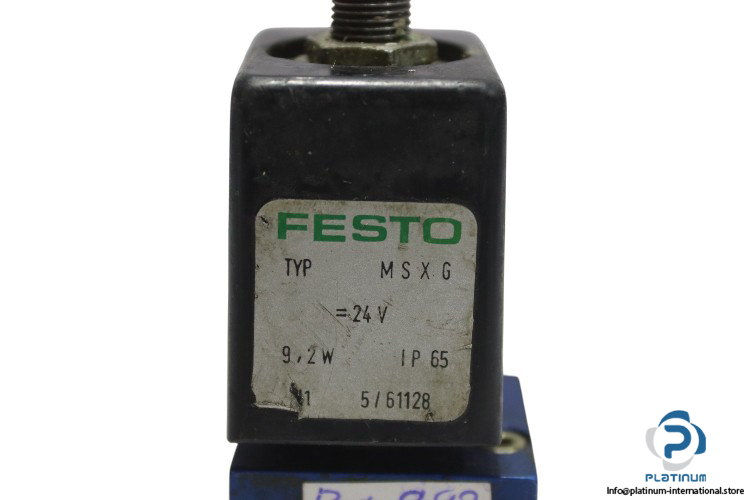 FESTO
TYP MSXG
=24V
9,2W IP 65
5/61128
PLATINUM
Info@platinum-international.store